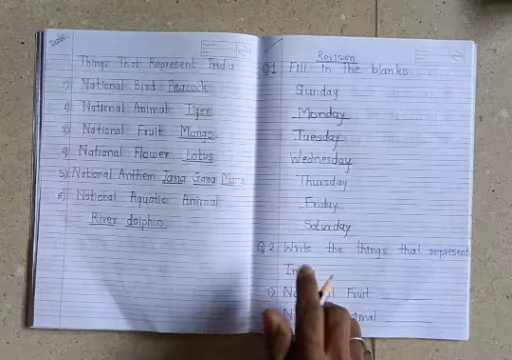 Date
Things That Represent India
1) National Bird Peacock
2) National Animal Tiger
3) National Fruit Mango
4) National Flower Lotus
5) National Anthem Jana Gana Mana
6) National Aquatic Animal
River dolphin
Revision
Q1 Fill in the blanks
Sunday
Monday
Tuesday
Wednesday
Thursday
Friday
Saturday
Q2 Write the things that represent
1) Fruit